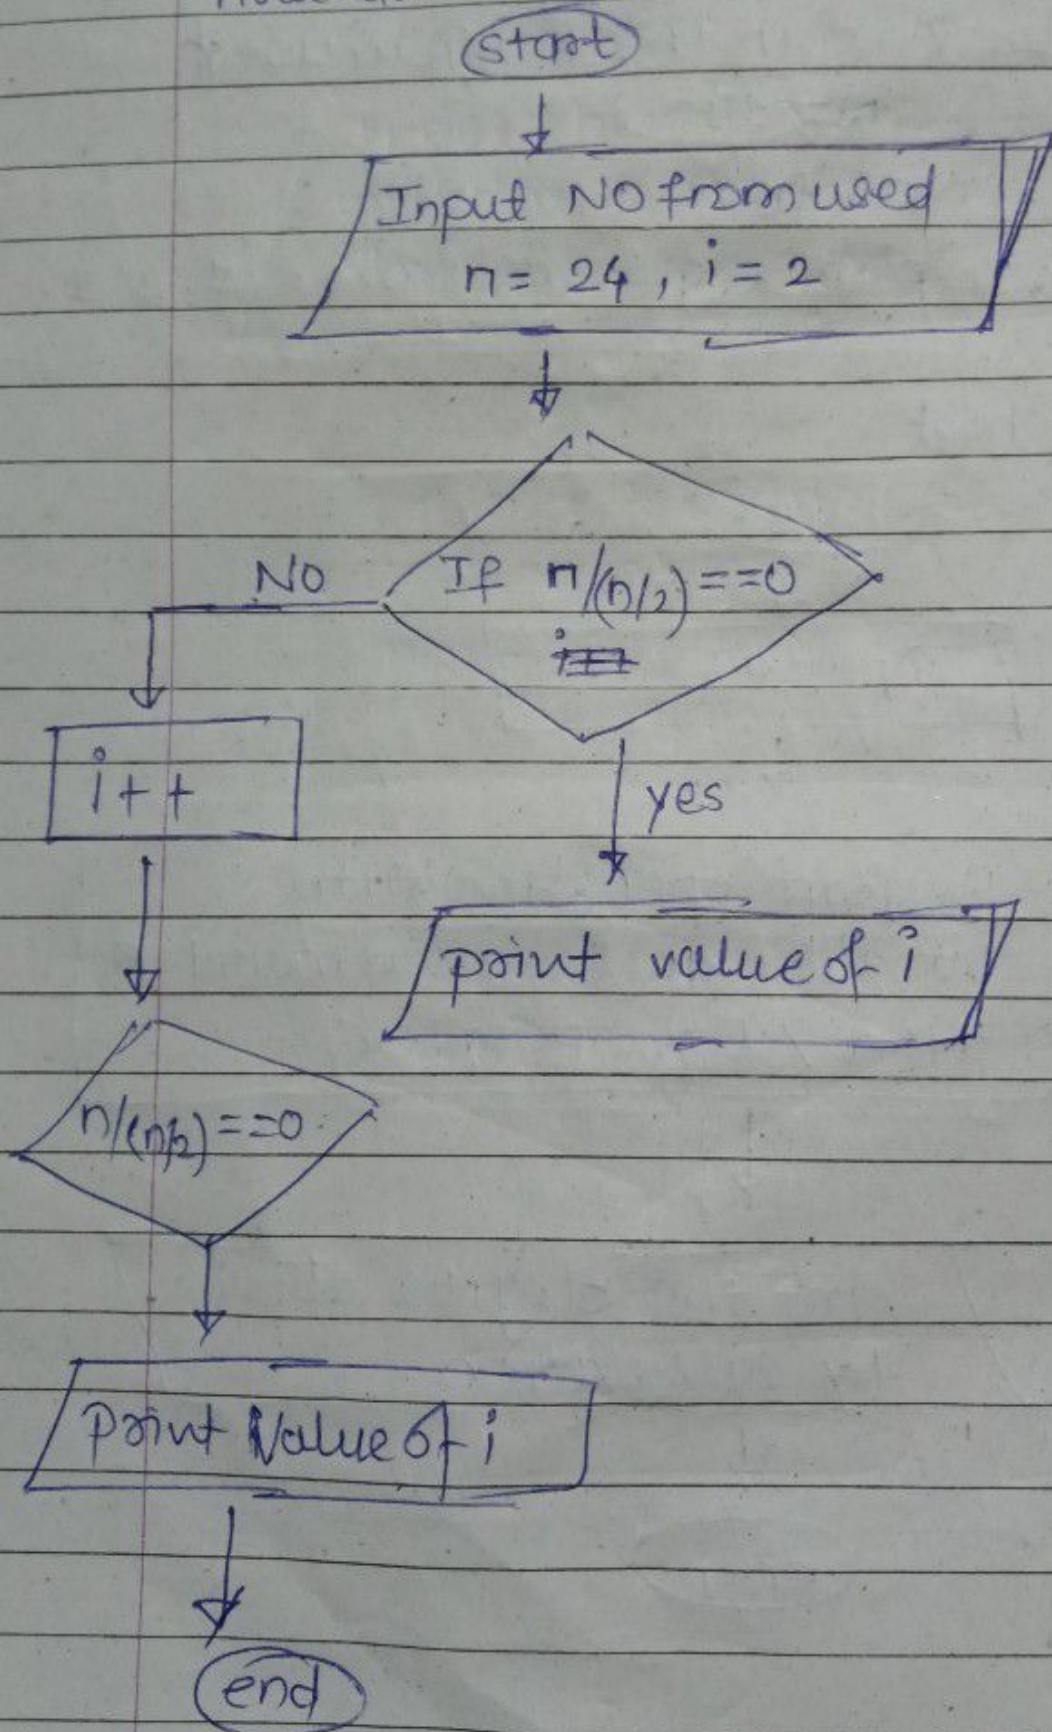 start
Input NO from used
n= 24, i=2
If n/(n/2)==0
No
i++
yes
print value of i
n/(n/2)==0
print Value of i
end